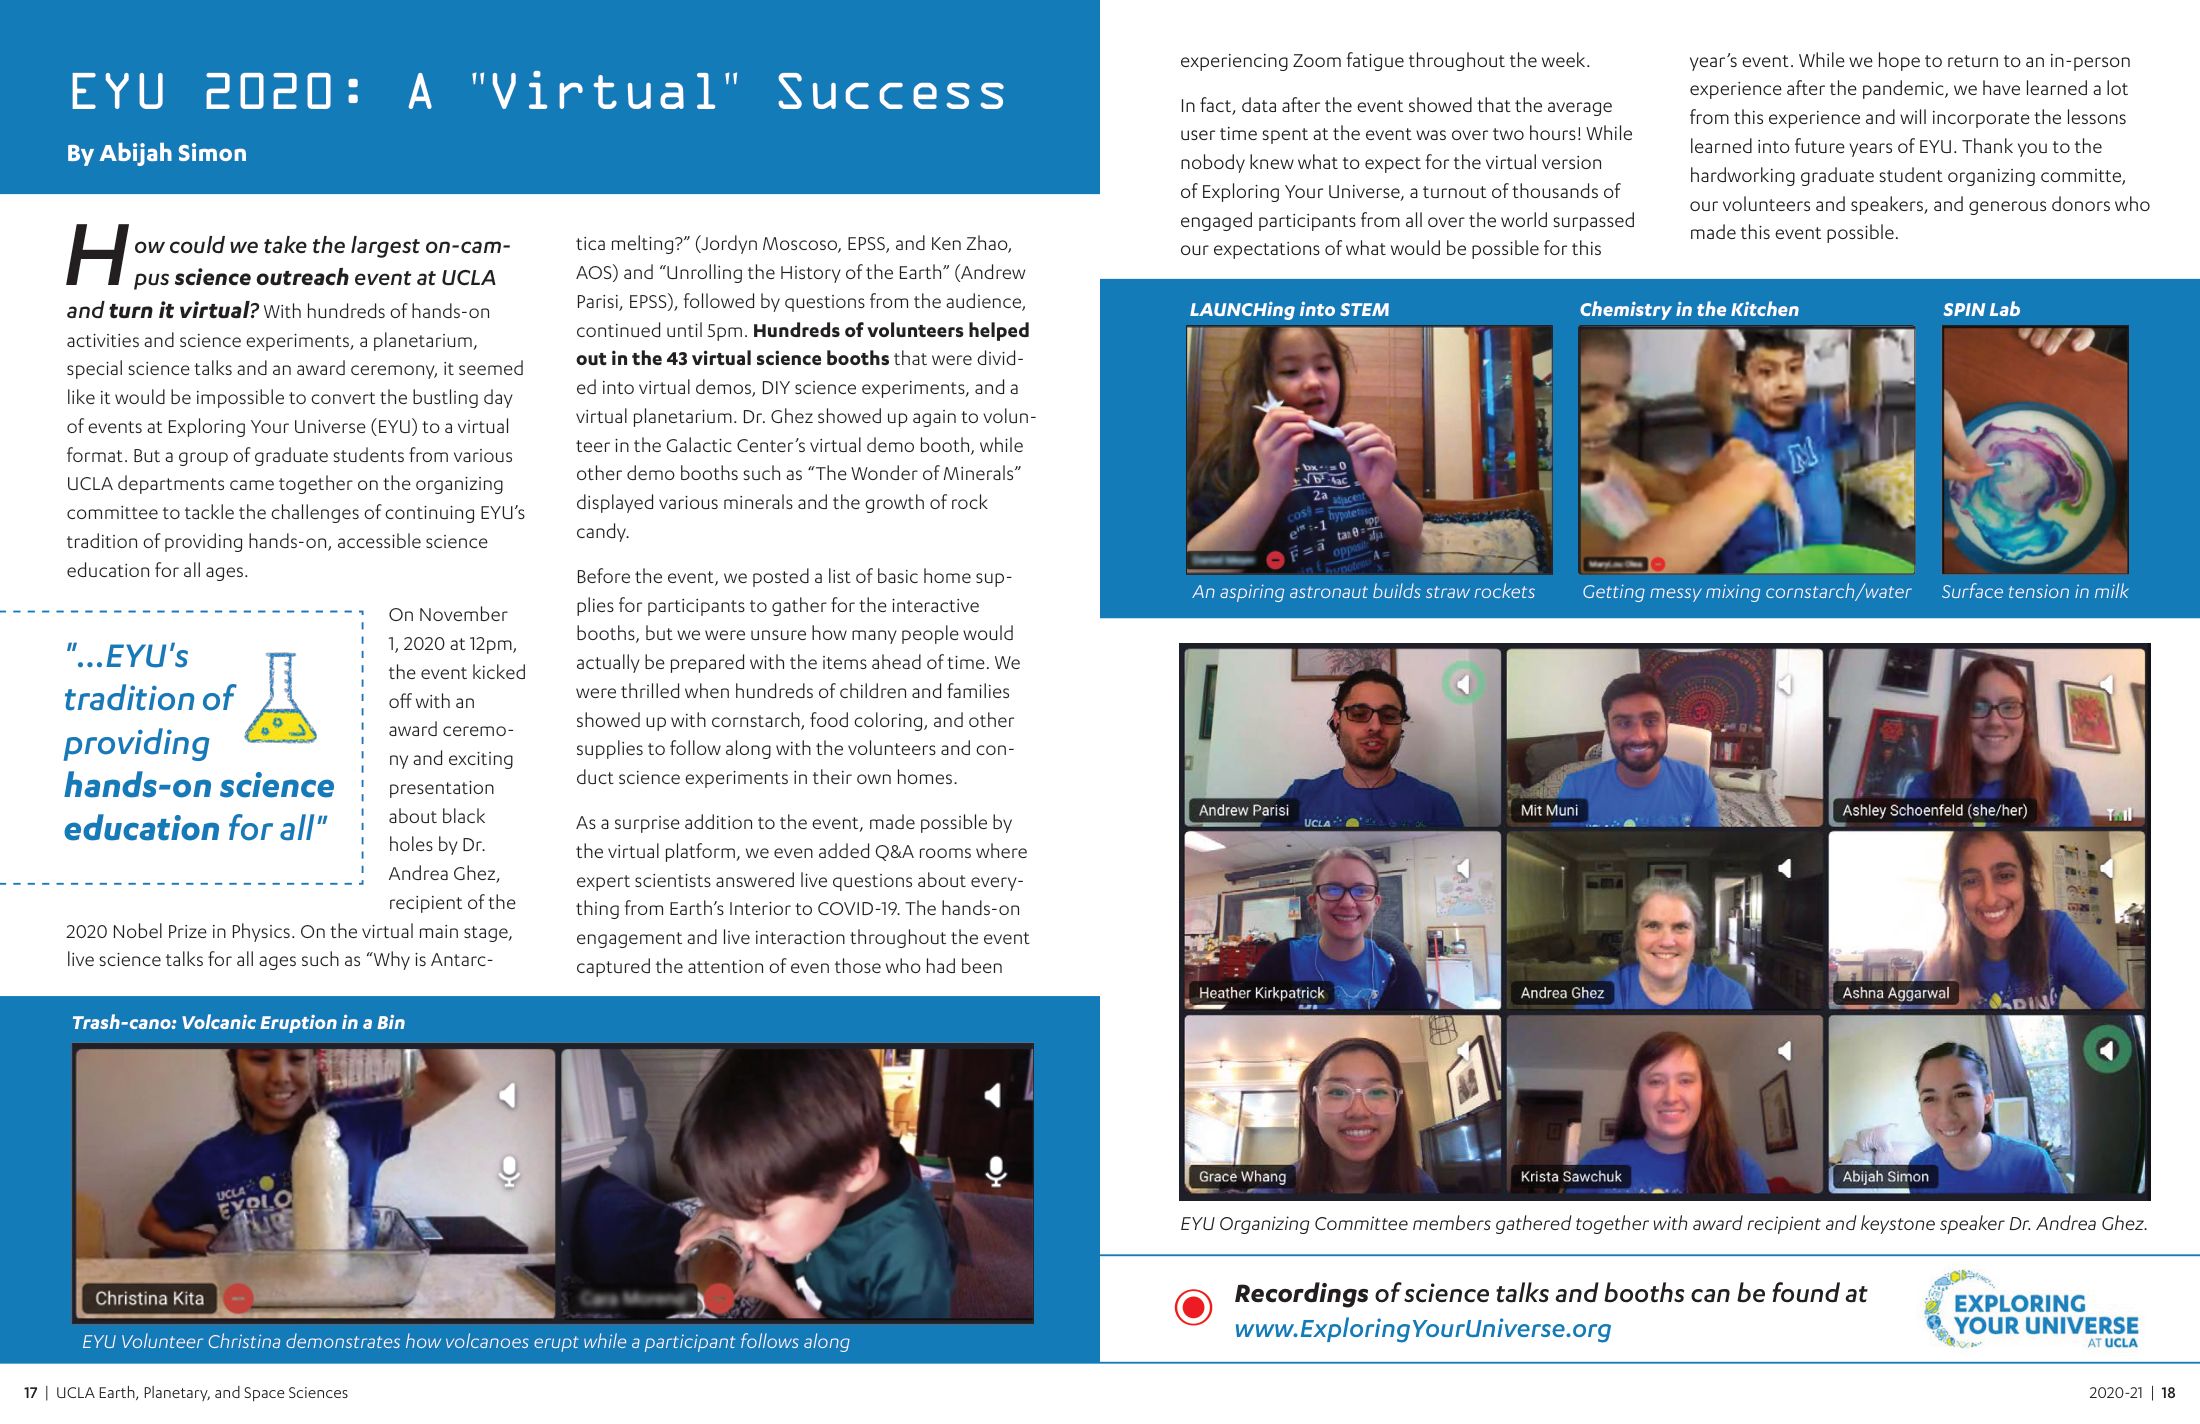 EYU 2020: A "Virtual" Success
By Abijah Simon
How could we take the largest on-cam-
pus science outreach event at UCLA
and turn it virtual? With hundreds of hands-on
activities and science experiments, a planetarium,
special science talks and an award ceremony, it seemed
like it would be impossible to convert the bustling day
of events at Exploring Your Universe (EYU) to a virtual
format. But a group of graduate students from various
UCLA departments came together on the organizing
committee to tackle the challenges of continuing EYU’s
tradition of providing hands-on, accessible science
education for all ages.
"...EYU's
tradition of
providing
hands-on science
education for all"
On November
1, 2020 at 12pm,
the event kicked
off with an
award ceremo-
ny and exciting
presentation
about black
holes by Dr.
Andrea Ghez,
recipient of the
2020 Nobel Prize in Physics. On the virtual main stage,
live science talks for all ages such as “Why is Antarc-
tica melting?” (Jordyn Moscoso, EPSS, and Ken Zhao,
AOS) and “Unrolling the History of the Earth” (Andrew
Parisi, EPSS), followed by questions from the audience,
continued until 5pm. Hundreds of volunteers helped
out in the 43 virtual science booths that were divid-
ed into virtual demos, DIY science experiments, and a
virtual planetarium. Dr. Ghez showed up again to volun-
teer in the Galactic Center’s virtual demo booth, while
other demo booths such as “The Wonder of Minerals”
displayed various minerals and the growth of rock
candy.
Before the event, we posted a list of basic home sup-
plies for participants to gather for the interactive
booths, but we were unsure how many people would
actually be prepared with the items ahead of time. We
were thrilled when hundreds of children and families
showed up with cornstarch, food coloring, and other
supplies to follow along with the volunteers and con-
duct science experiments in their own homes.
As a surprise addition to the event, made possible by
the virtual platform, we even added Q&A rooms where
expert scientists answered live questions about every-
thing from Earth’s Interior to COVID-19. The hands-on
engagement and live interaction throughout the event
captured the attention of even those who had been
Trash-cano: Volcanic Eruption in a Bin
UCLA
EXPLO
Christina Kita
EYU Volunteer Christina demonstrates how volcanoes erupt while a participant follows along
17 | UCLA Earth, Planetary, and Space Sciences
experiencing Zoom fatigue throughout the week.
In fact, data after the event showed that the average
user time spent at the event was over two hours! While
nobody knew what to expect for the virtual version
of Exploring Your Universe, a turnout of thousands of
engaged participants from all over the world surpassed
our expectations of what would be possible for this
year’s event. While we hope to return to an in-person
experience after the pandemic, we have learned a lot
from this experience and will incorporate the lessons
learned into future years of EYU. Thank you to the
hardworking graduate student organizing committe,
our volunteers and speakers, and generous donors who
made this event possible.
LAUNCHing into STEM
An aspiring astronaut builds straw rockets
Chemistry in the Kitchen
Getting messy mixing cornstarch/water
SPIN Lab
Surface tension in milk
Andrew Parisi
UCLA
Mit Muni
Ashley Schoenfeld (she/her)
Heather Kirkpatrick
Andrea Ghez
Ashna Aggarwal
Grace Whang
Krista Sawchuk
Abijah Simon
EYU Organizing Committee members gathered together with award recipient and keystone speaker Dr. Andrea Ghez.
Recordings of science talks and booths can be found at
www.ExploringYourUniverse.org
EXPLORING
YOUR UNIVERSE
AT UCLA
2020-21 | 18